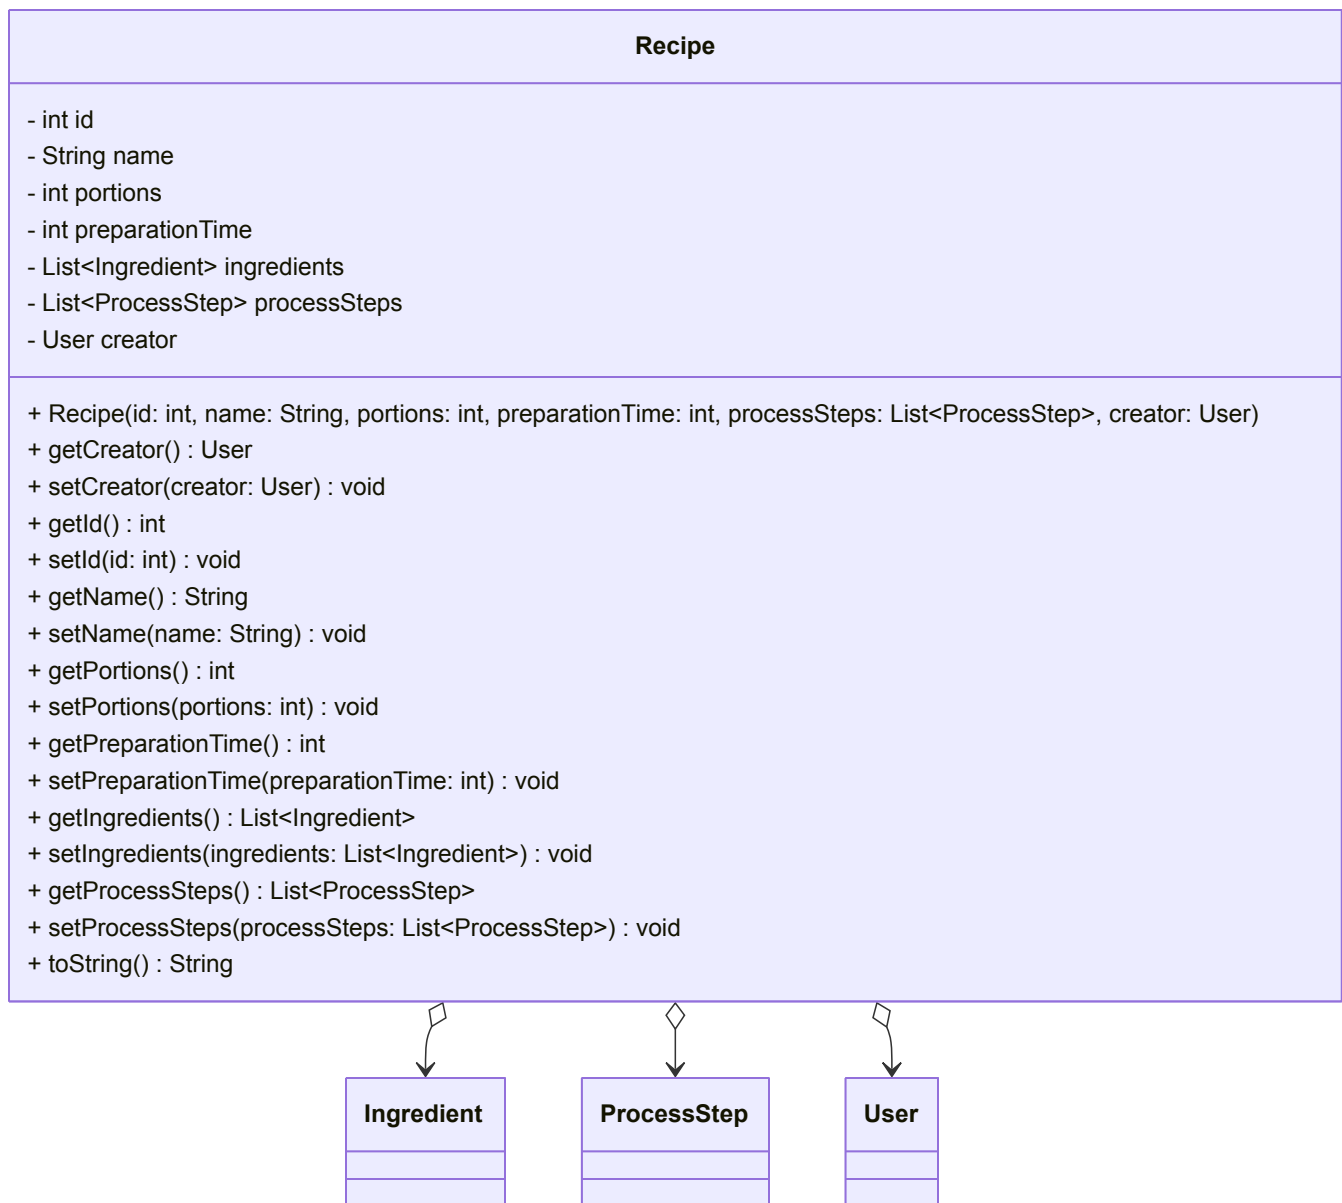 Recipe
- int id
- String name
- int portions
- int preparationTime
- List<Ingredient> ingredients
- List<ProcessStep> processSteps
- User creator
+ Recipe(id: int, name: String, portions: int, preparationTime: int, processSteps: List<ProcessStep>, creator: User)
+ getCreator() : User
+ setCreator(creator: User) : void
+ getId() : int
+ setId(id: int) : void
+ getName() : String
+ setName(name: String) : void
+ getPortions() : int
+ setPortions(portions: int) : void
+ getPreparationTime() : int
+ setPreparationTime(preparationTime: int) : void
+ getIngredients() : List<Ingredient>
+ setIngredients(ingredients: List<Ingredient>) : void
+ getProcessSteps() : List<ProcessStep>
+ setProcessSteps(processSteps: List<ProcessStep>) : void
+ toString() : String
Ingredient
ProcessStep
User